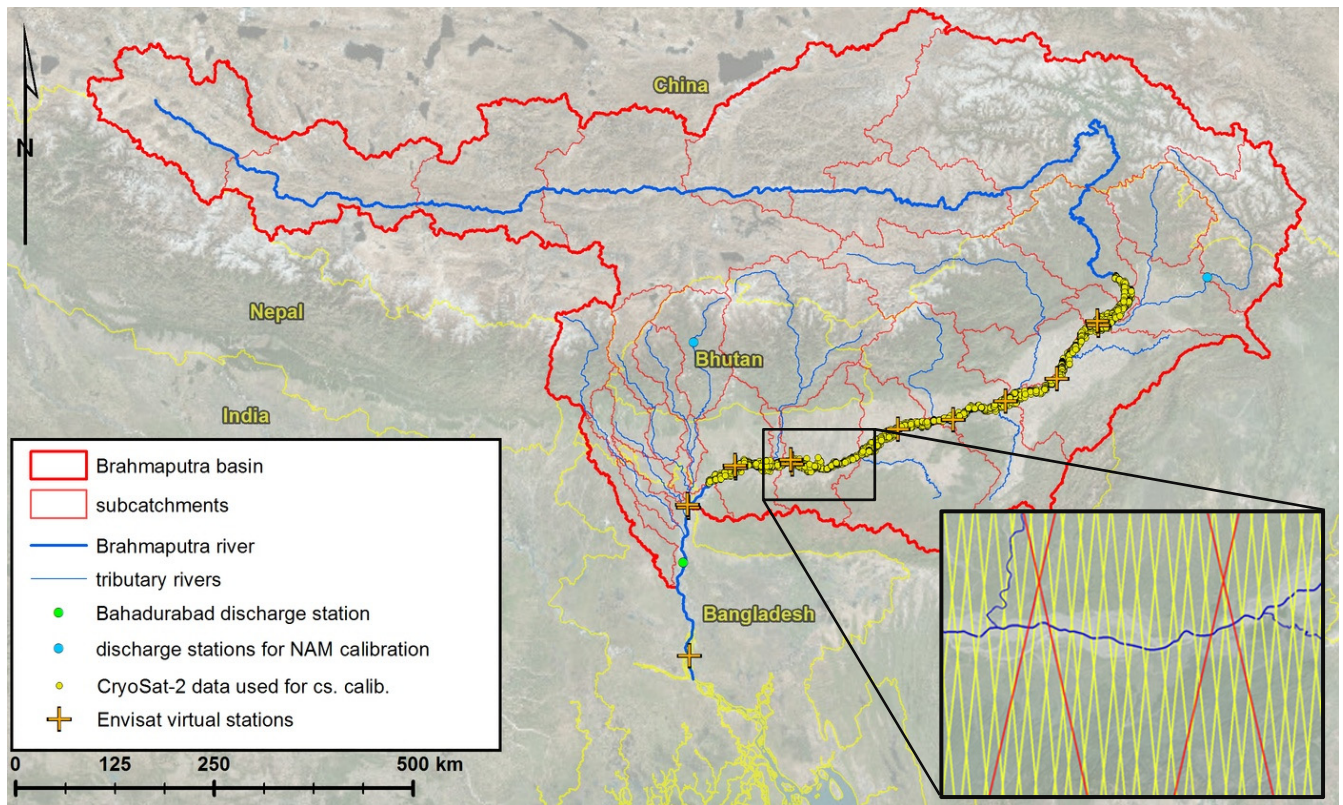 China
N
Nepal
Bhutan
India
Bangladesh
Brahmaputra basin
subcatchments
Brahmaputra river
tributary rivers
Bahadurabad discharge station
discharge stations for NAM calibration
CryoSat-2 data used for cs. calib.
Envisat virtual stations
0 125 250 500 km